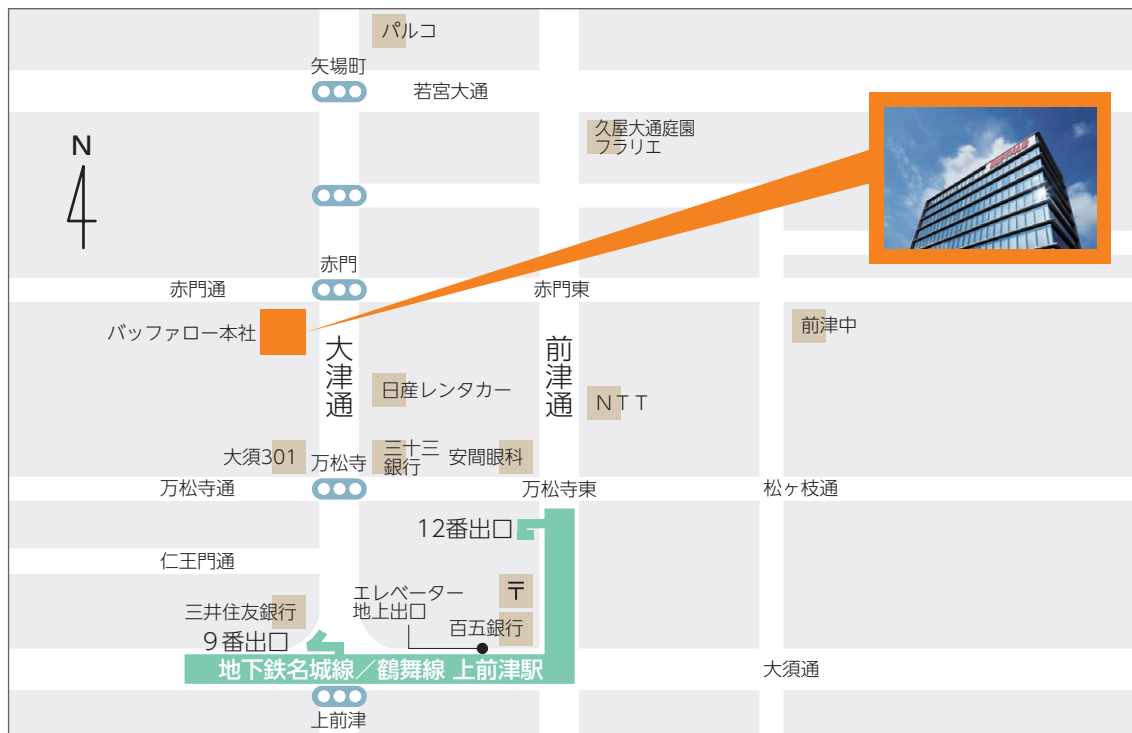 パルコ
矢場町
若宮大通
久屋大通庭園
フラリエ
N
赤門
赤門通
赤門東
バッファロー本社
大津通
前津通
前津中
日産レンタカー
NTT
大須301
万松寺
三十三
銀行
安間眼科
万松寺通
万松寺東
松ヶ枝通
12番出口
仁王門通
エレベーター
地上出口
〒
三井住友銀行
百五銀行
9番出口
地下鉄名城線／鶴舞線 上前津駅
大須通
上前津